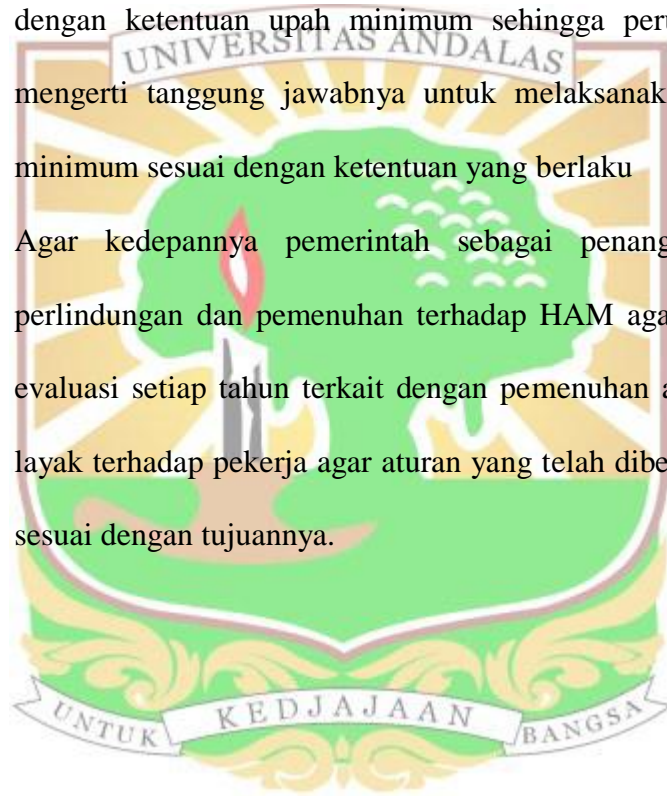 dengan ketentuan upah minimum sehingga peru
UNIVERSITAS ANDALAS
mengerti tanggung jawabnya untuk melaksanak
minimum sesuai dengan ketentuan yang berlaku
Agar kedepannya pemerintah sebagai penang
perlindungan dan pemenuhan terhadap HAM aga
evaluasi setiap tahun terkait dengan pemenuhan a
layak terhadap pekerja agar aturan yang telah dibe
sesuai dengan tujuannya.
UNTUK KEDJAJAAN BANGSA